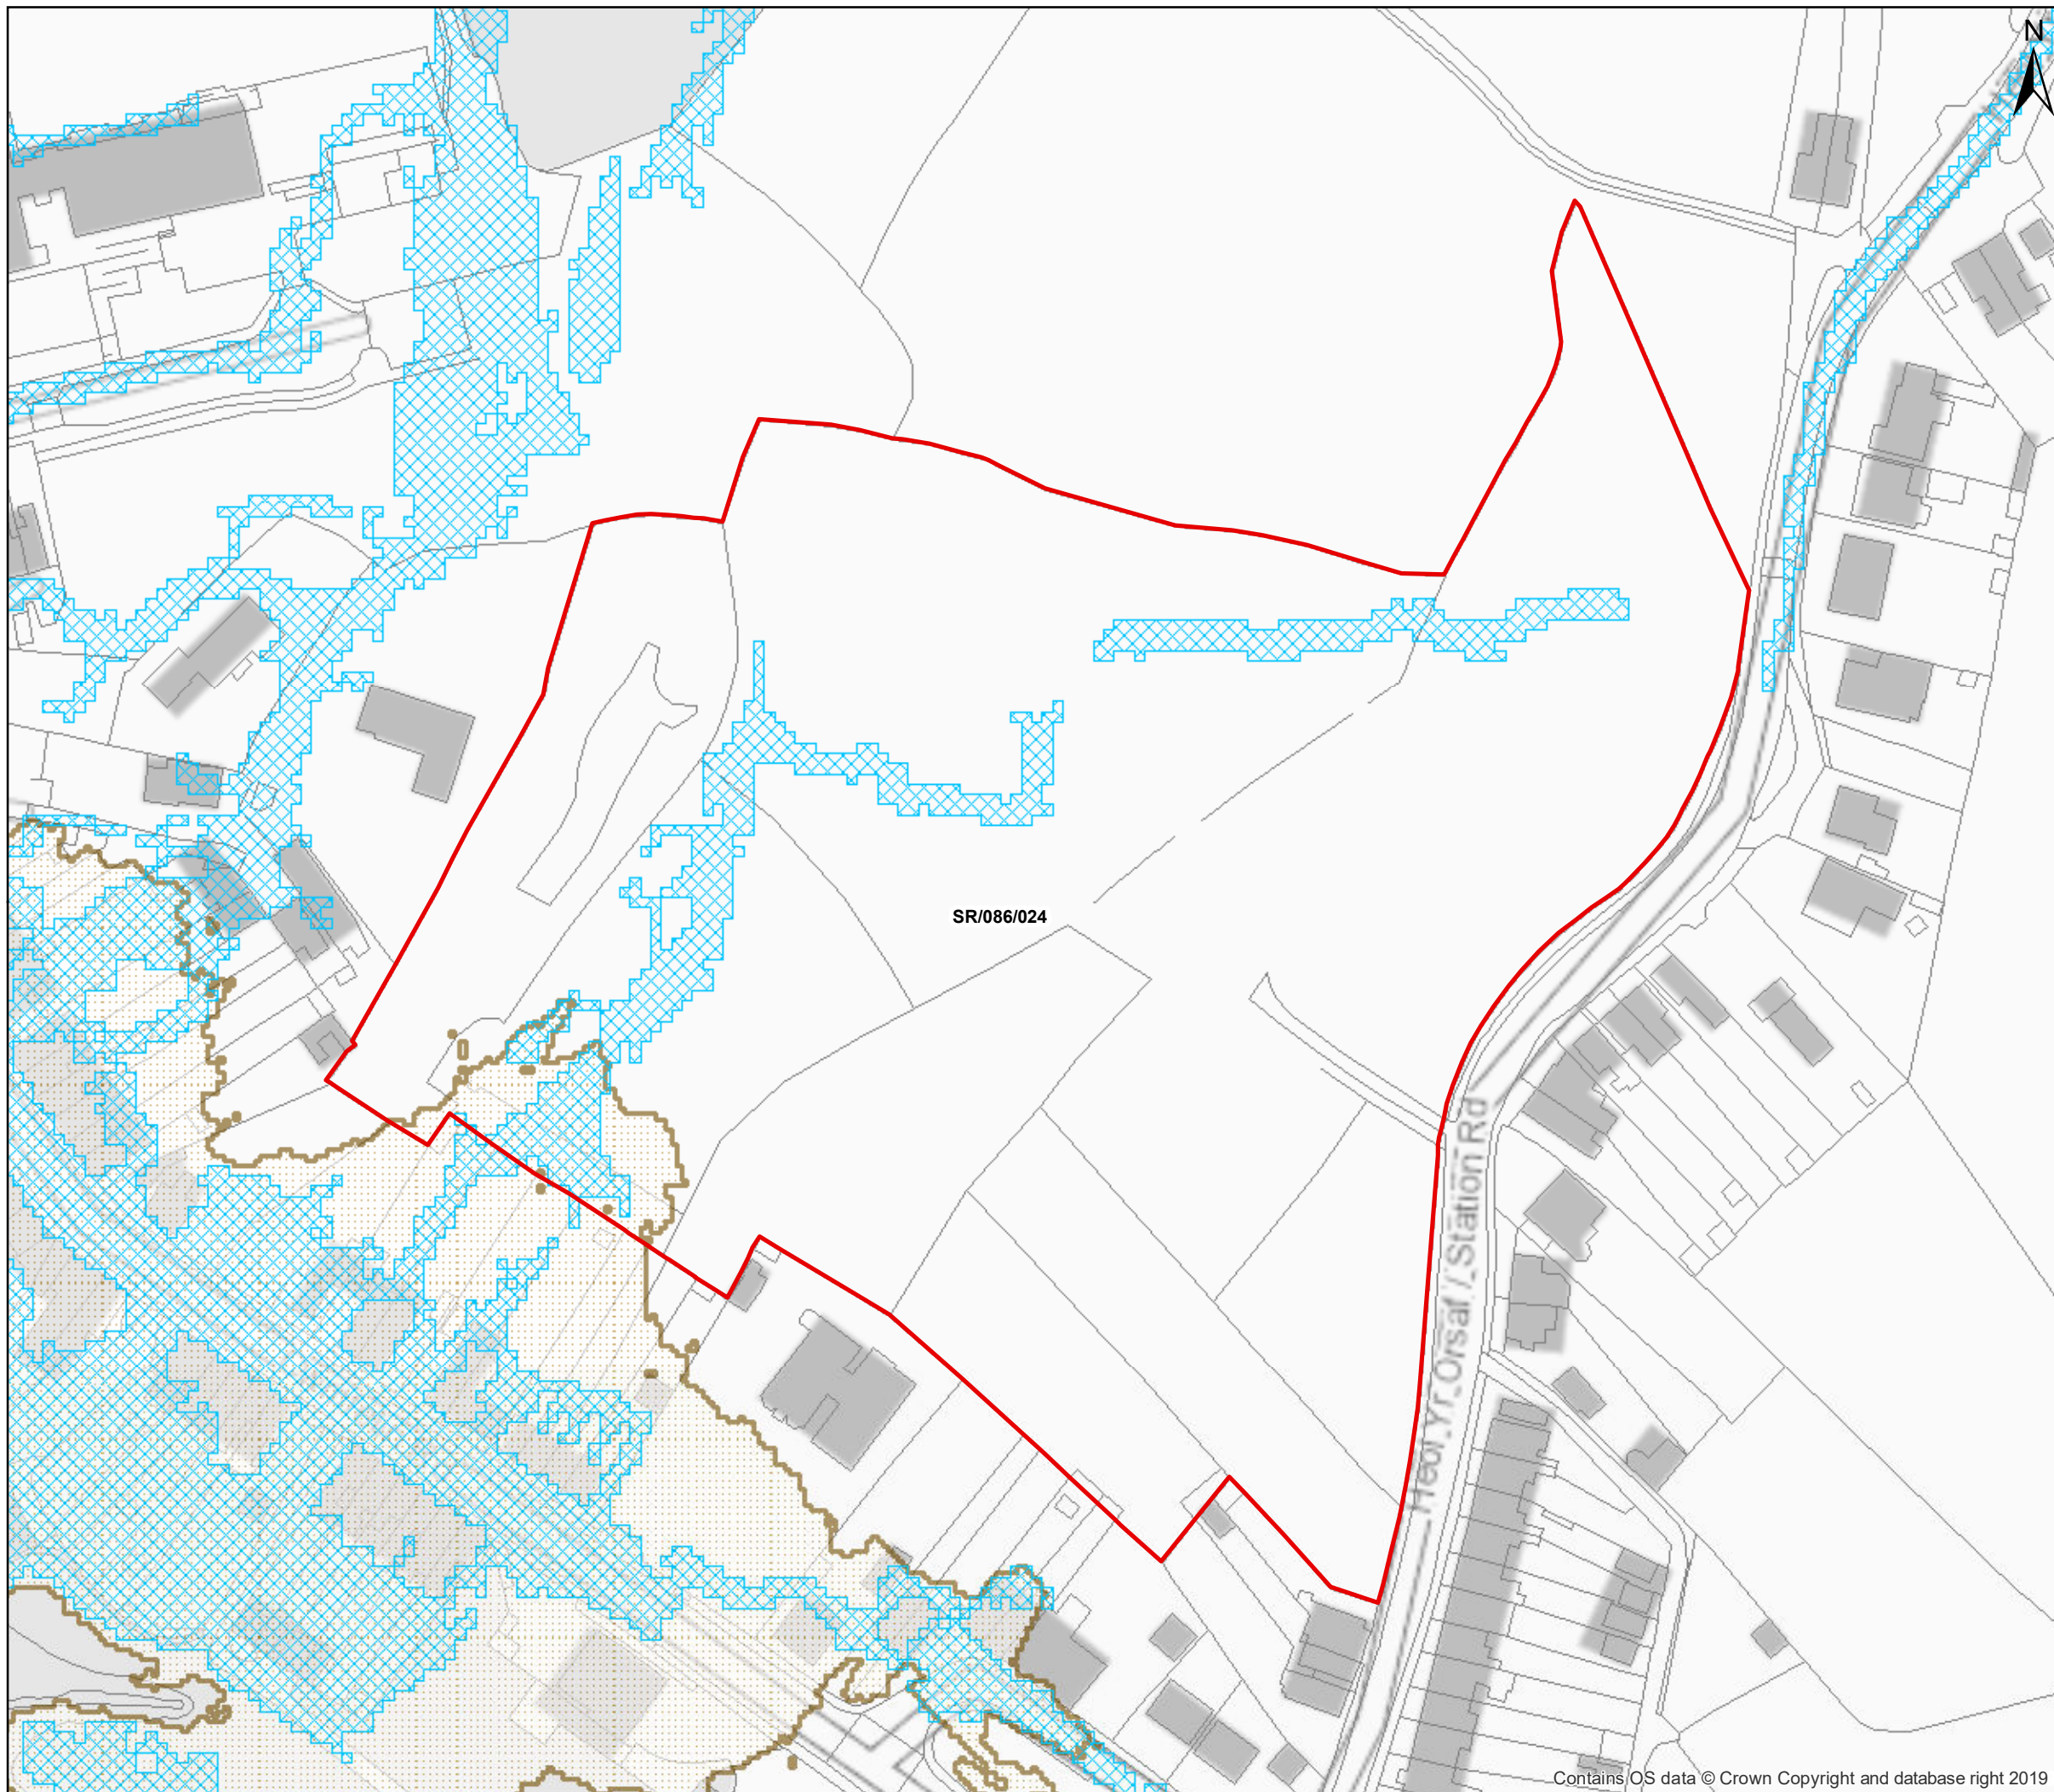 N
SR/086/024
Heol Yr Orsaf / Station Rd
Contains OS data © Crown Copyright and database right 2019